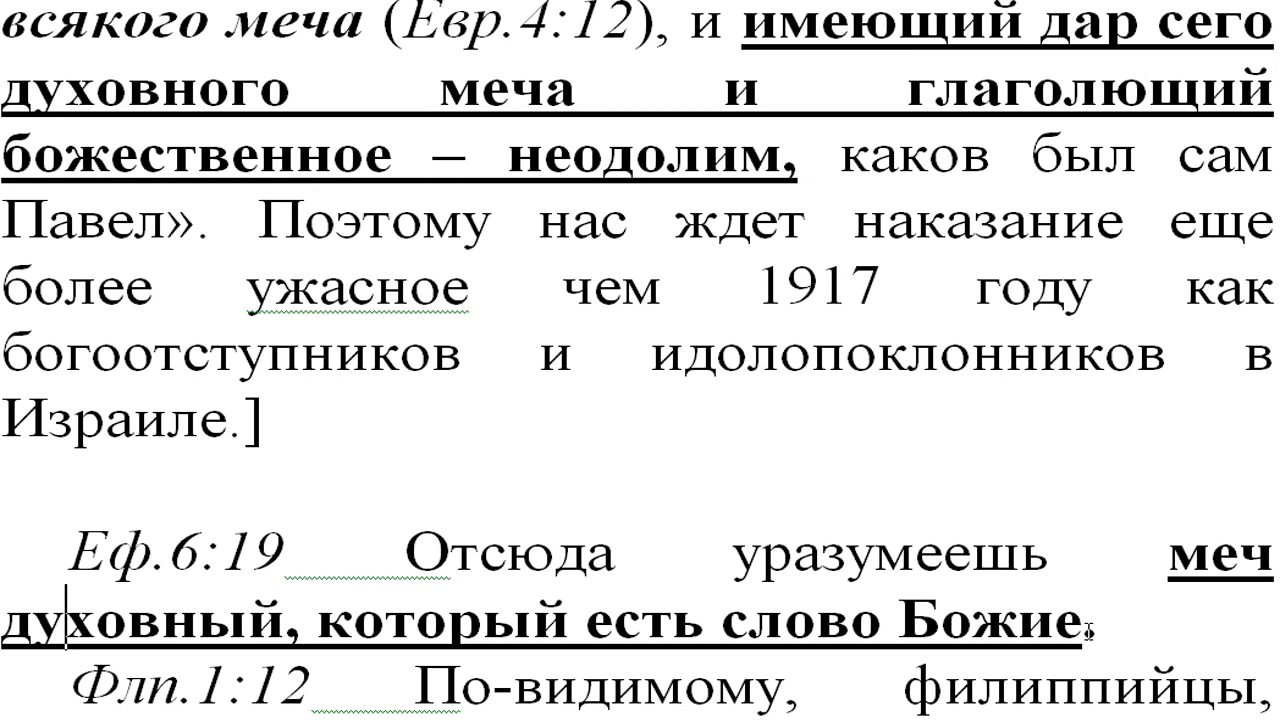 всякого меча (Евр.4:12), и имеющий дар сего
духовного меча и глаголющий
божественное – неодолим, каков был сам
Павел». Поэтому нас ждет наказание еще
более ужасное чем 1917 году как
богоотступников и идолопоклонников в
Израиле.]
Еф.6:19 Отсюда уразумеешь меч
духовный, который есть слово Божие.
Флп.1:12 По-видимому, филиппийцы,